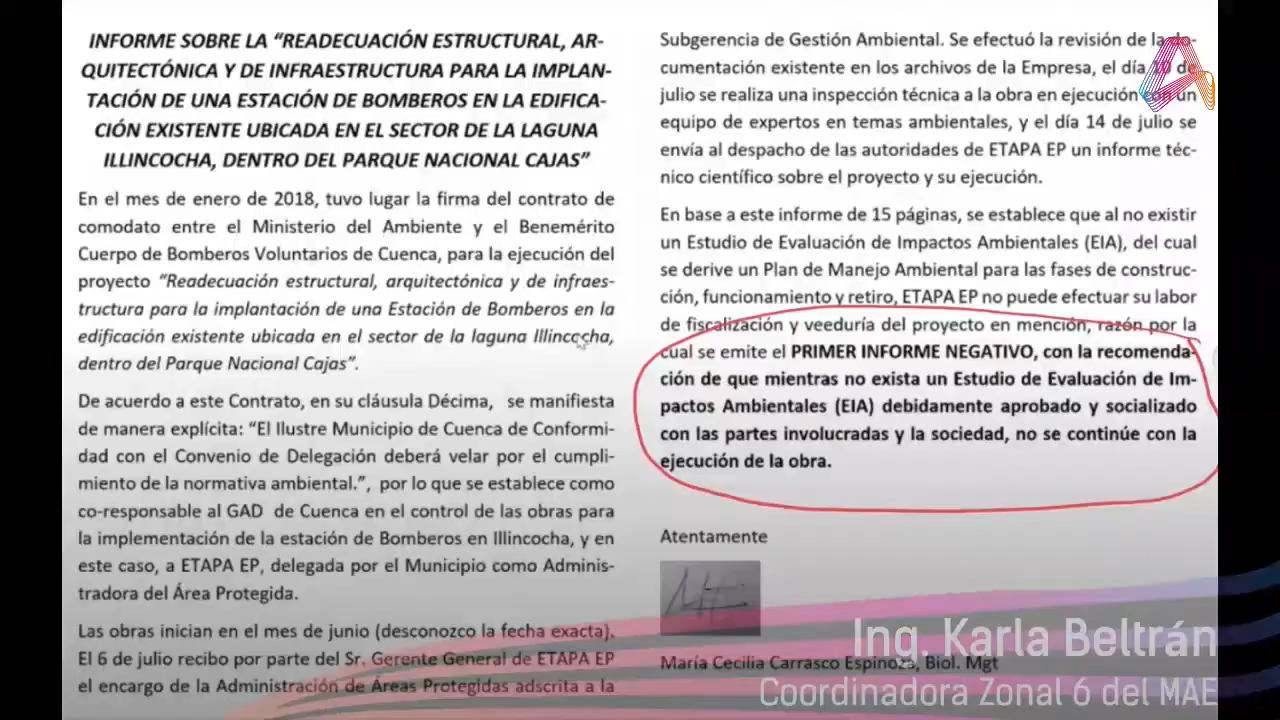 INFORME SOBRE LA “READECUACIÓN ESTRUCTURAL, AR-
QUITECTÓNICA Y DE INFRAESTRUCTURA PARA LA IMPLAN-
TACIÓN DE UNA ESTACIÓN DE BOMBEROS EN LA EDIFICA-
CIÓN EXISTENTE UBICADA EN EL SECTOR DE LA LAGUNA
ILLINCOCHA, DENTRO DEL PARQUE NACIONAL CAJAS”
En el mes de enero de 2018, tuvo lugar la firma del contrato de
comodato entre el Ministerio del Ambiente y el Benemérito
Cuerpo de Bomberos Voluntarios de Cuenca, para la ejecución del
proyecto “Readecuación estructural, arquitectónica y de infraes-
tructura para la implantación de una Estación de Bomberos en la
edificación existente ubicada en el sector de la laguna Illincocha,
dentro del Parque Nacional Cajas”.
De acuerdo a este Contrato, en su cláusula Décima, se manifiesta
de manera explícita: “El Ilustre Municipio de Cuenca de Conformi-
dad con el Convenio de Delegación deberá velar por el cumpli-
miento de la normativa ambiental.”, por lo que se establece como
co-responsable al GAD de Cuenca en el control de las obras para
la implementación de la estación de Bomberos en Illincocha, y en
este caso, a ETAPA EP, delegada por el Municipio como Adminis-
tradora del Área Protegida.
Las obras inician en el mes de junio (desconozco la fecha exacta).
El 6 de julio recibo por parte del Sr. Gerente General de ETAPA EP
el encargo de la Administración de Áreas Protegidas adscrita a la
Subgerencia de Gestión Ambiental. Se efectuó la revisión de la do-
cumentación existente en los archivos de la Empresa, el día 10 de
julio se realiza una inspección técnica a la obra en ejecución con un
equipo de expertos en temas ambientales, y el día 14 de julio se
envía al despacho de las autoridades de ETAPA EP un informe téc-
nico científico sobre el proyecto y su ejecución.
En base a este informe de 15 páginas, se establece que al no existir
un Estudio de Evaluación de Impactos Ambientales (EIA), del cual
se derive un Plan de Manejo Ambiental para las fases de construc-
ción, funcionamiento y retiro, ETAPA EP no puede efectuar su labor
de fiscalización y veeduría del proyecto en mención, razón por la
cual se emite el PRIMER INFORME NEGATIVO, con la recomenda-
ción de que mientras no exista un Estudio de Evaluación de Im-
pactos Ambientales (EIA) debidamente aprobado y socializado
con las partes involucradas y la sociedad, no se continúe con la
ejecución de la obra.
Atentamente
María Cecilia Carrasco Espinoza, Biol. Mgt
Ing. Karla Beltrán
Coordinadora Zonal 6 del MAE